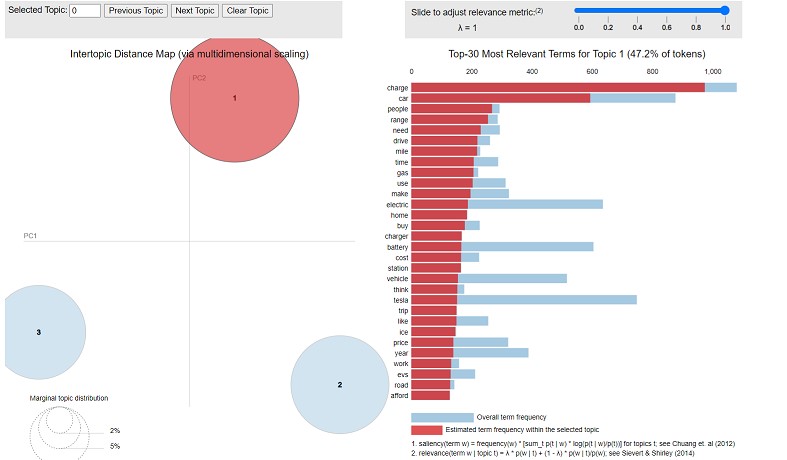 Selected Topic: 0 Previous Topic Next Topic Clear Topic
Slide to adjust relevance metric:(2)
λ = 1
0.0 0.2 0.4 0.6 0.8 1.0
Intertopic Distance Map (via multidimensional scaling)
PC2
1
PC1
3
2
Marginal topic distribution
2%
5%
Top-30 Most Relevant Terms for Topic 1 (47.2% of tokens)
0 200 400 600 800 1,000
charge
car
people
range
need
drive
mile
time
gas
use
make
electric
home
buy
charger
battery
cost
station
vehicle
think
tesla
trip
like
ice
price
year
work
evs
road
afford
Overall term frequency
Estimated term frequency within the selected topic
1. saliency(term w) = frequency(w) * [sum_t p(t | w) * log(p(t | w)/p(t))] for topics t; see Chuang et. al (2012)
2. relevance(term w | topic t) = λ * p(w | t) + (1 - λ) * p(w | t)/p(w); see Sievert & Shirley (2014)